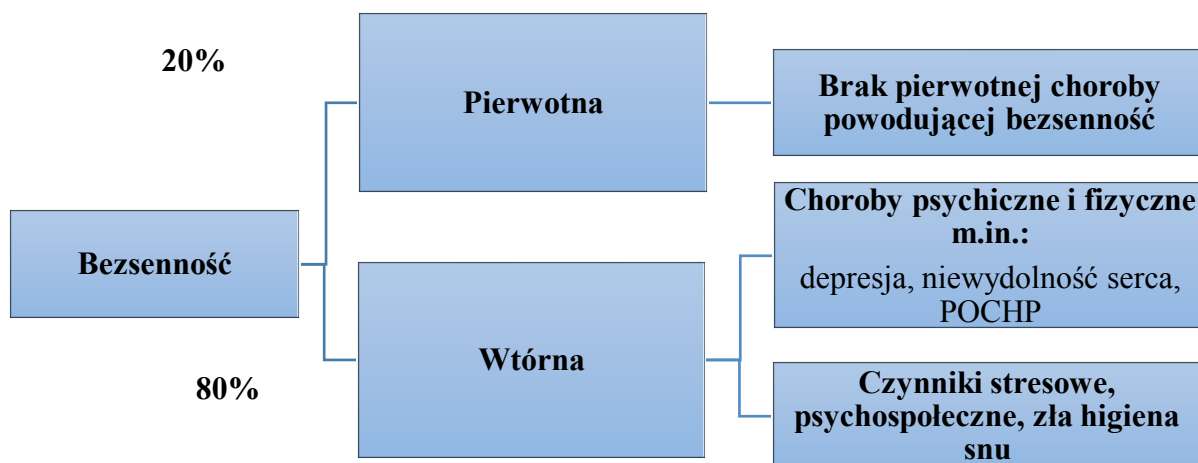 20%
Pierwotna
Brak pierwotnej choroby
powodującej bezsenność
Bezsenność
Choroby psychiczne i fizyczne
m.in.:
depresja, niewydolność serca,
POCHP
80%
Wtórna
Czynniki stresowe,
psychospołeczne, zła higiena
snu